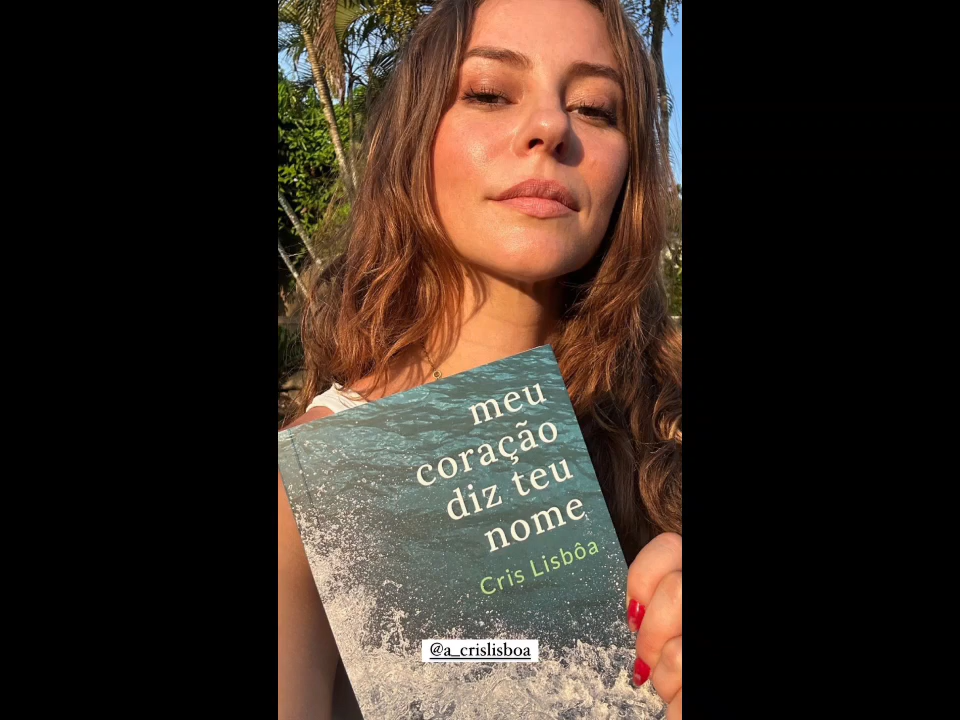 meu
coração
diz teu
nome
Cris Lisbôa
@a_crislisboa